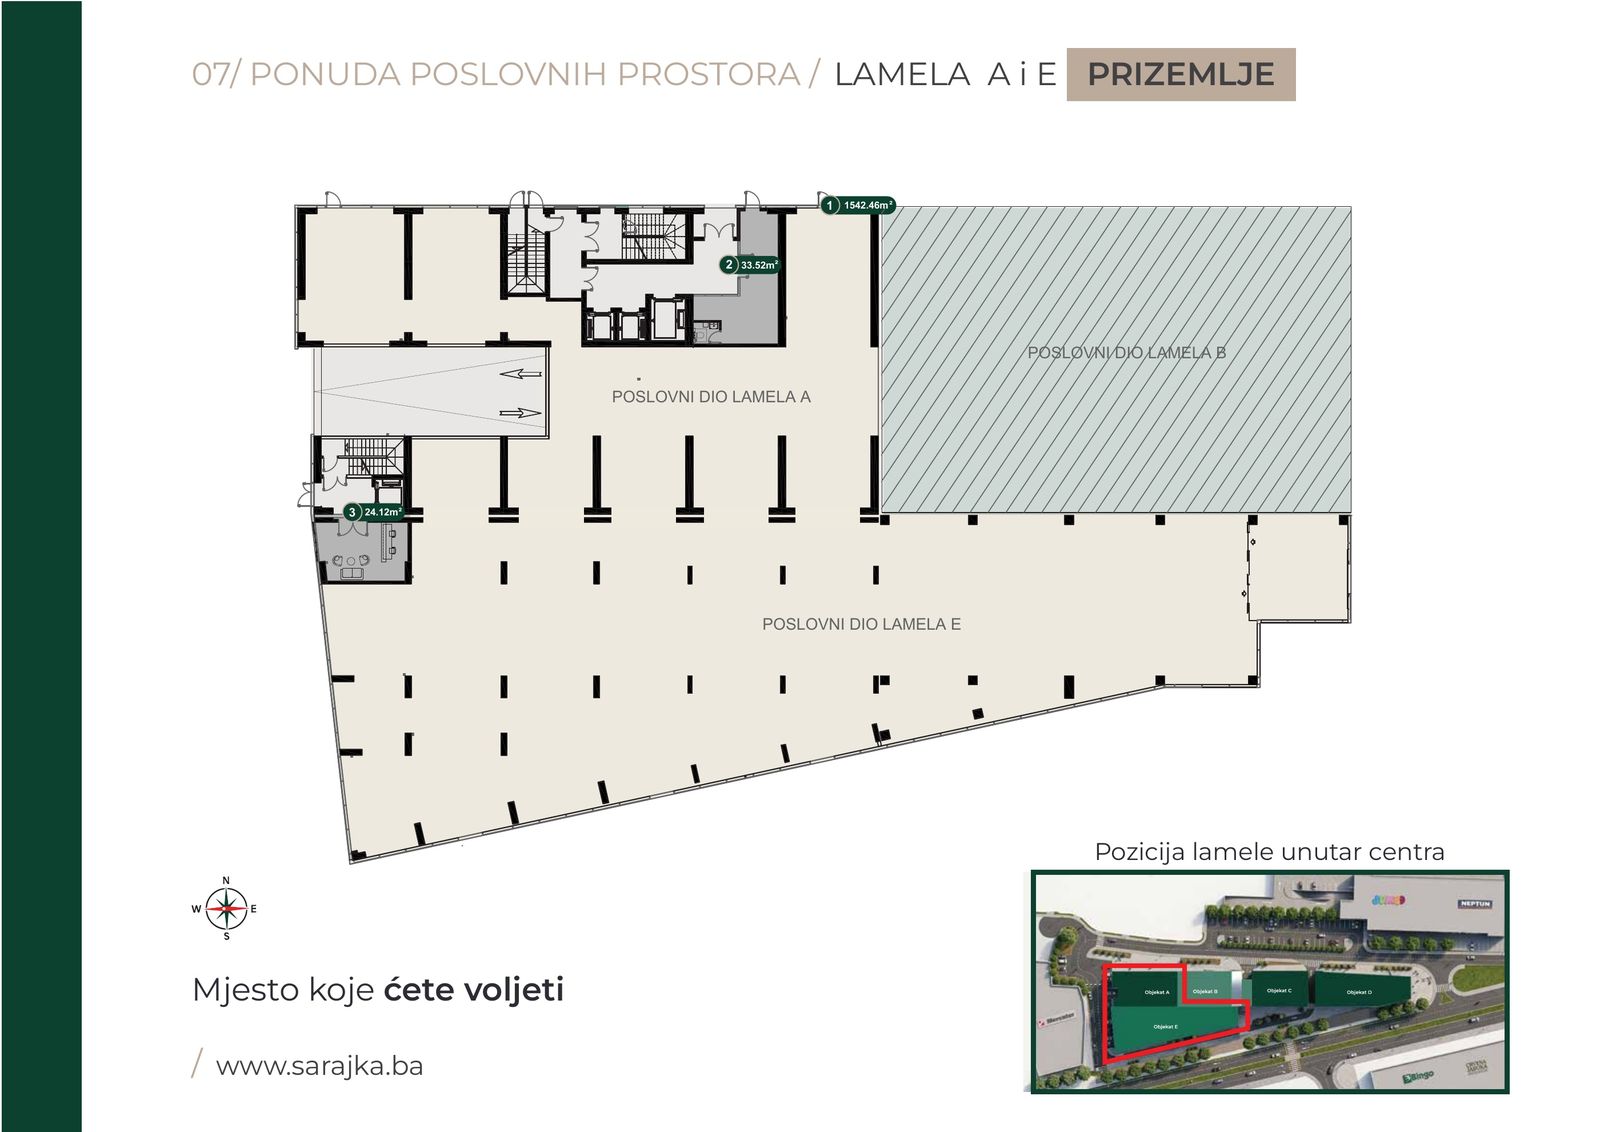 07/ PONUDA POSLOVNIH PROSTORA / LAMELA A i E PRIZEMLJE
1 1542.46m²
2 33.52m²
POSLOVNI DIO LAMELA B
POSLOVNI DIO LAMELA A
3 24.12m²
POSLOVNI DIO LAMELA E
Pozicija lamele unutar centra
N
W E
S
JUMBO
NEPTUN
Objekat A
Objekat B
Objekat C
Objekat D
Mercator
Objekat E
Bingo
Mjesto koje ćete voljeti
/ www.sarajka.ba